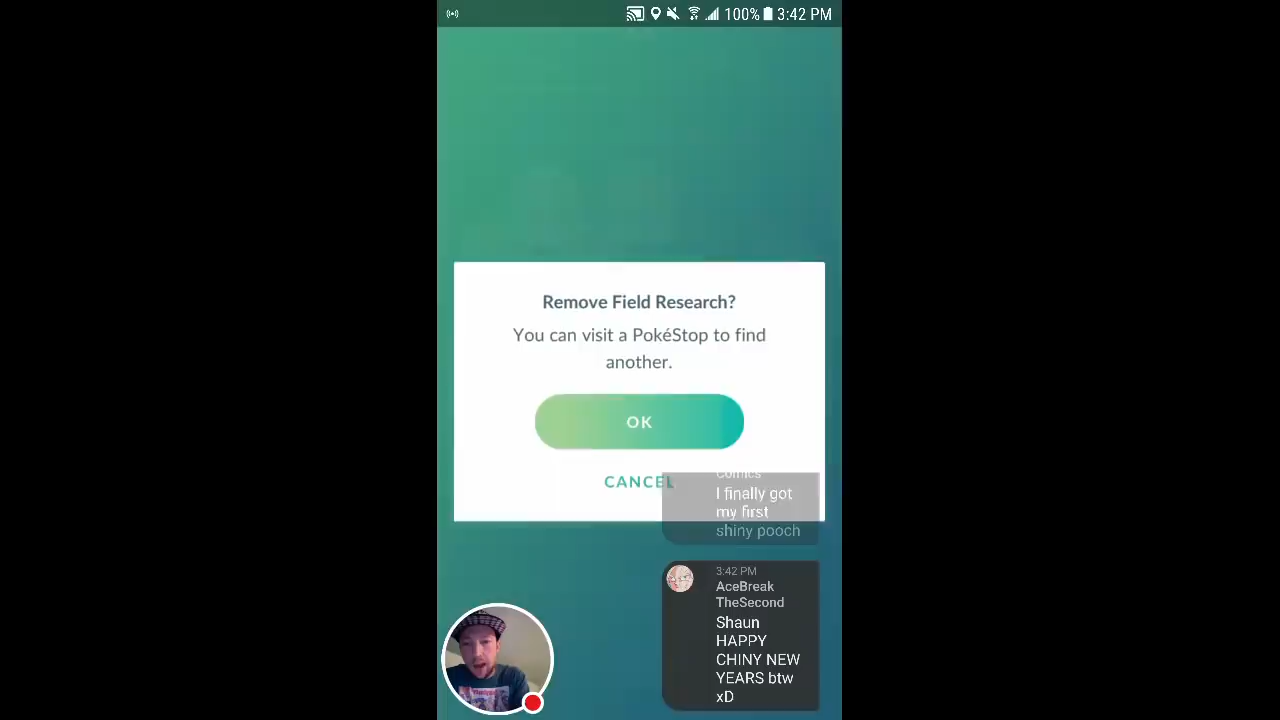 100% 3:42 PM
Remove Field Research?
You can visit a PokéStop to find
another.
OK
CANCEL
Comics
I finally got
my first
shiny pooch
3:42 PM
AceBreak
TheSecond
Shaun
HAPPY
CHINY NEW
YEARS btw
xD